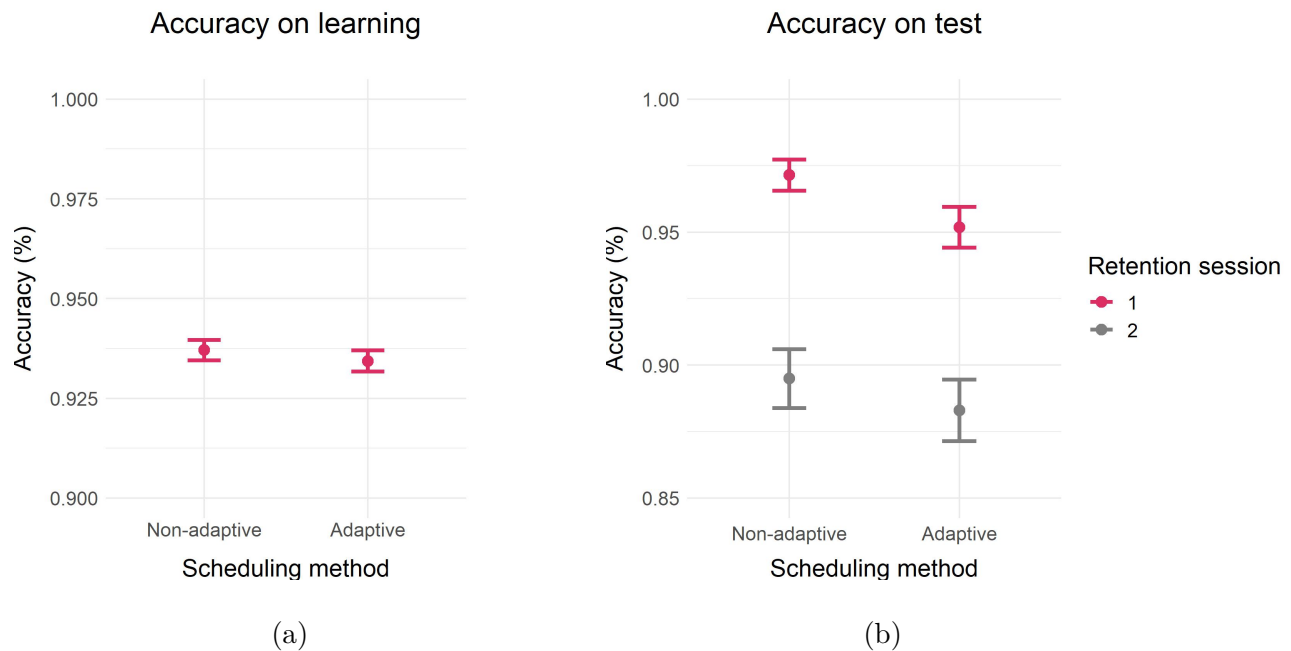 Accuracy on learning
1.000
0.975
0.950
0.925
0.900
Accuracy (%)
Non-adaptive
Adaptive
Scheduling method
(a)
Accuracy on test
1.00
0.95
0.90
0.85
Accuracy (%)
Non-adaptive
Adaptive
Scheduling method
Retention session
1
2
(b)